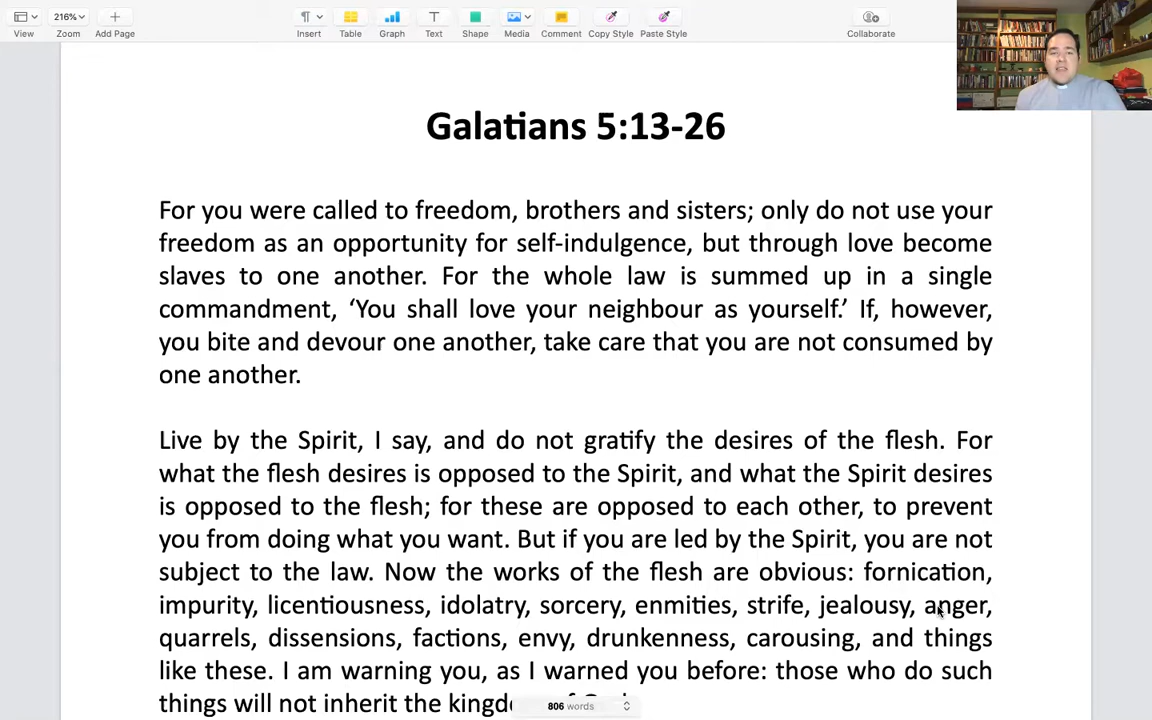 View
216%
Zoom
Add Page
Insert
Table
Graph
Text
Shape
Media
Comment
Copy Style
Paste Style
Collaborate
Galatians 5:13-26
For you were called to freedom, brothers and sisters; only do not use your
freedom as an opportunity for self-indulgence, but through love become
slaves to one another. For the whole law is summed up in a single
commandment, ‘You shall love your neighbour as yourself.’ If, however,
you bite and devour one another, take care that you are not consumed by
one another.
Live by the Spirit, I say, and do not gratify the desires of the flesh. For
what the flesh desires is opposed to the Spirit, and what the Spirit desires
is opposed to the flesh; for these are opposed to each other, to prevent
you from doing what you want. But if you are led by the Spirit, you are not
subject to the law. Now the works of the flesh are obvious: fornication,
impurity, licentiousness, idolatry, sorcery, enmities, strife, jealousy, anger,
quarrels, dissensions, factions, envy, drunkenness, carousing, and things
like these. I am warning you, as I warned you before: those who do such
things will not inherit the
806 words